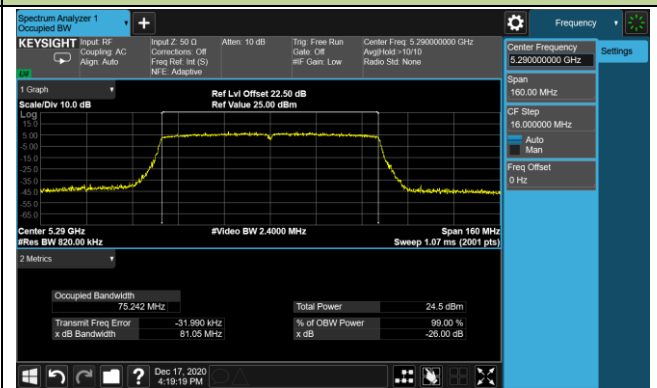 Spectrum Analyzer 1
Occupied BW
Frequency
KEYSIGHT
Input: RF
Coupling: AC
Align: Auto
Input Z: 50 Ω
Corrections: Off
Freq Ref: Int (S)
NFE: Adaptive
Atten: 10 dB
Trig: Free Run
Gate: Off
#IF Gain: Low
Center Freq: 5.290000000 GHz
Avg|Hold:>10/10
Radio Std: None
Center Frequency
5.290000000 GHz
Settings
Span
160.00 MHz
CF Step
16.000000 MHz
Auto
Man
Freq Offset
0 Hz
1 Graph
Scale/Div 10.0 dB
Ref Lvl Offset 22.50 dB
Ref Value 25.00 dBm
Log
15.0
5.00
-5.00
-15.0
-25.0
-35.0
-45.0
-55.0
-65.0
Center 5.29 GHz
#Res BW 820.00 kHz
#Video BW 2.4000 MHz
Span 160 MHz
Sweep 1.07 ms (2001 pts)
2 Metrics
Occupied Bandwidth
75.242 MHz
Total Power 24.5 dBm
Transmit Freq Error -31.990 kHz
% of OBW Power 99.00 %
x dB Bandwidth 81.05 MHz
x dB -26.00 dB
Dec 17, 2020
4:19:19 PM